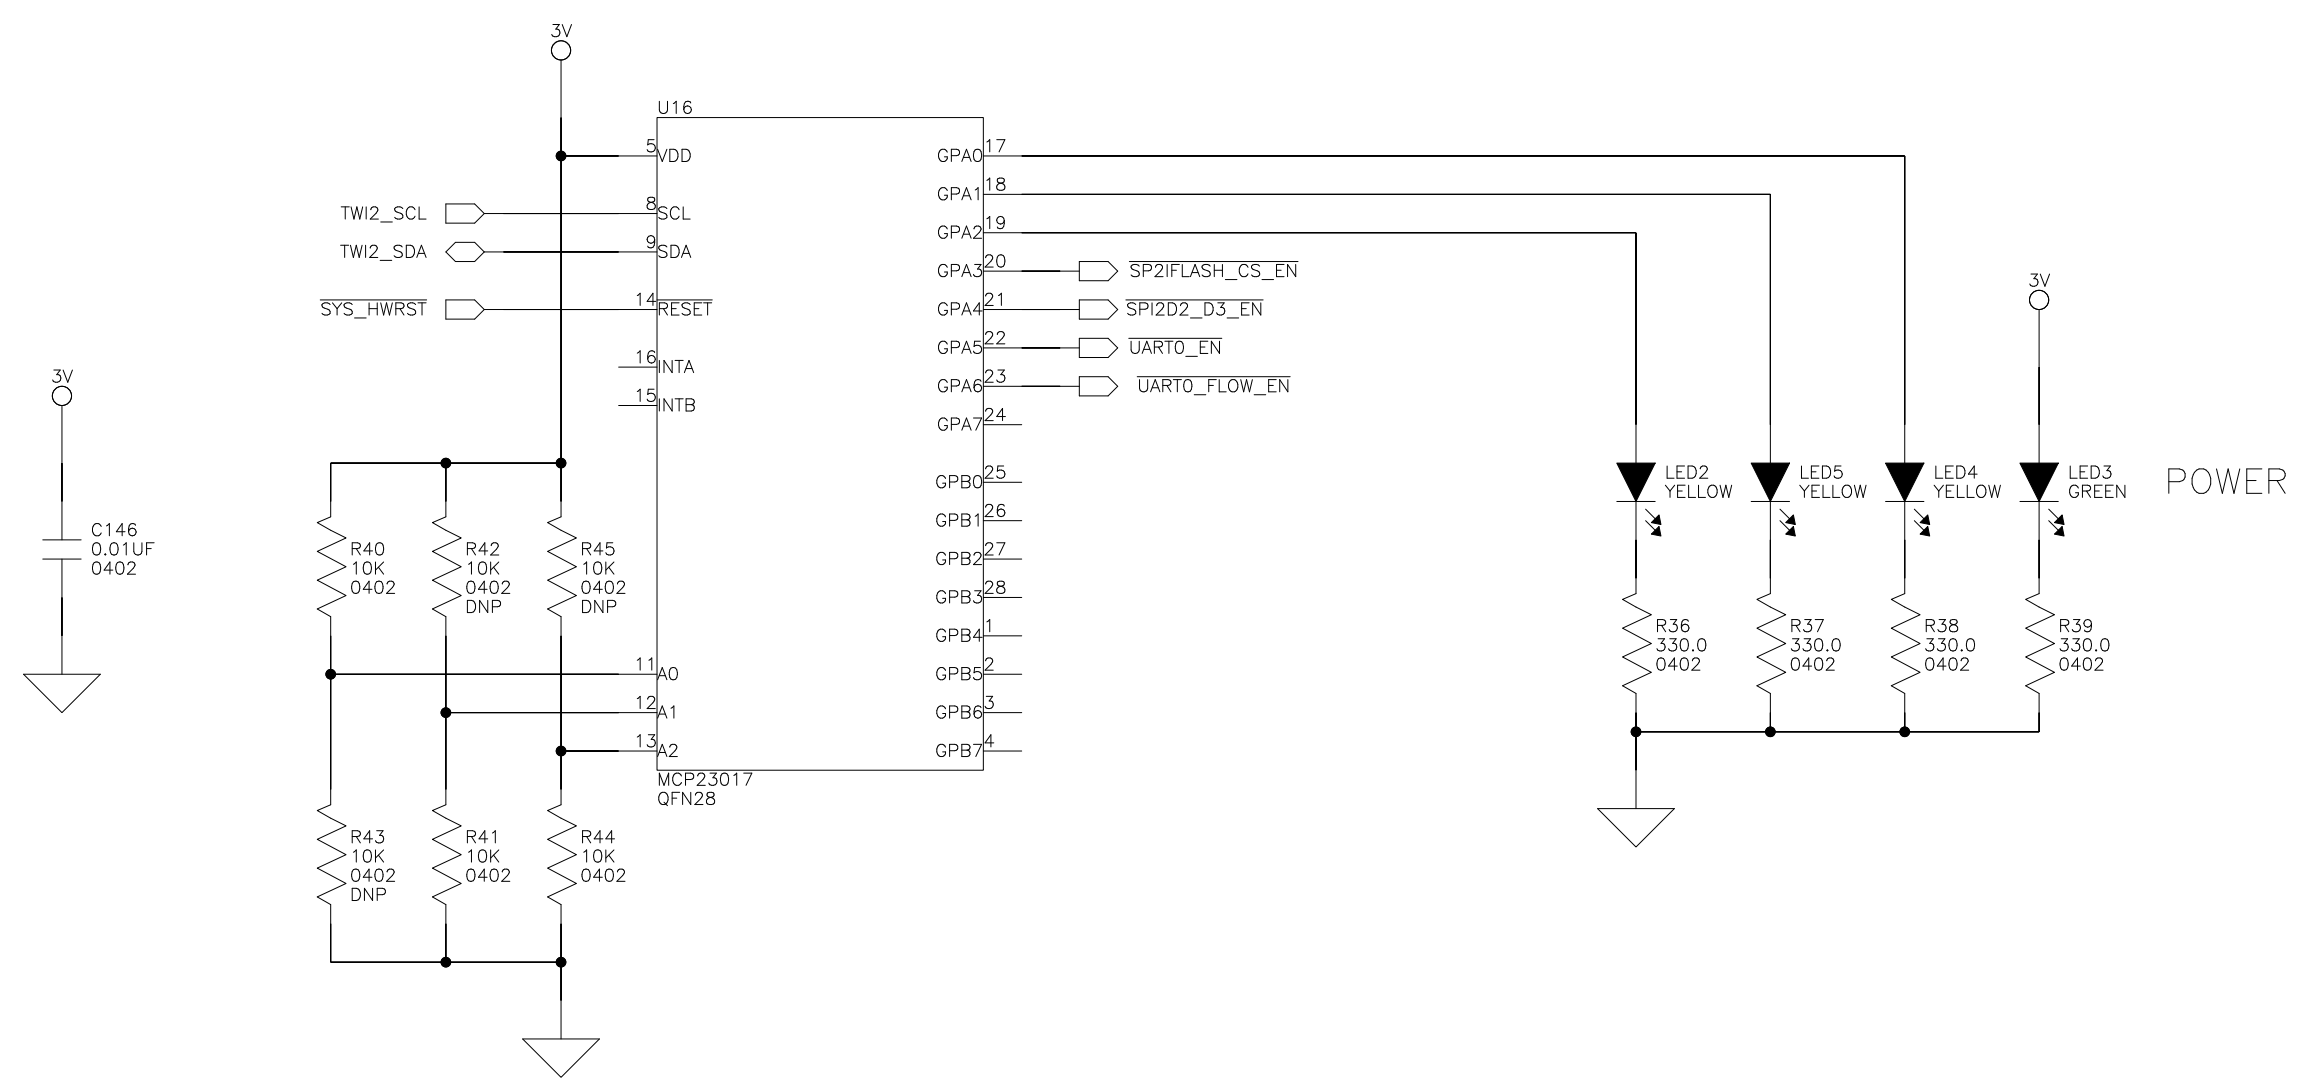 3V
U16
5
VDD
TWI2_SCL
8
SCL
TWI2_SDA
9
SDA
SYS_HWRST
14
RESET
16
INTA
15
INTB
11
A0
12
A1
13
A2
MCP23017
QFN28
GPA0
17
GPA1
18
GPA2
19
GPA3
20
SP2IFLASH_CS_EN
GPA4
21
SPI2D2_D3_EN
GPA5
22
UART0_EN
GPA6
23
UART0_FLOW_EN
GPA7
24
GPB0
25
GPB1
26
GPB2
27
GPB3
28
GPB4
1
GPB5
2
GPB6
3
GPB7
4
3V
C146
0.01UF
0402
R40
10K
0402
R42
10K
0402
DNP
R45
10K
0402
DNP
R43
10K
0402
DNP
R41
10K
0402
R44
10K
0402
3V
LED2
YELLOW
LED5
YELLOW
LED4
YELLOW
LED3
GREEN
POWER
R36
330.0
0402
R37
330.0
0402
R38
330.0
0402
R39
330.0
0402